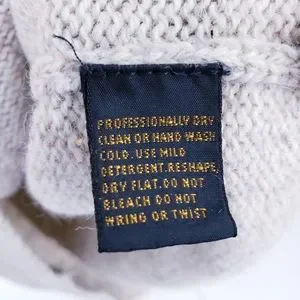 PROFESSIONALLY DRY
CLEAN OR HAND WASH
COLD. USE MILD
DETERGENT.RESHAPE,
DRY FLAT.DO NOT
BLEACH DO NOT
WRING OR TWIST